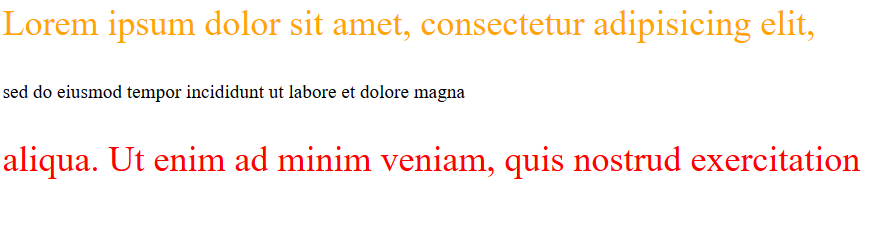 Lorem ipsum dolor sit amet, consectetur adipisicing elit,
sed do eiusmod tempor incididunt ut labore et dolore magna
aliqua. Ut enim ad minim veniam, quis nostrud exercitation